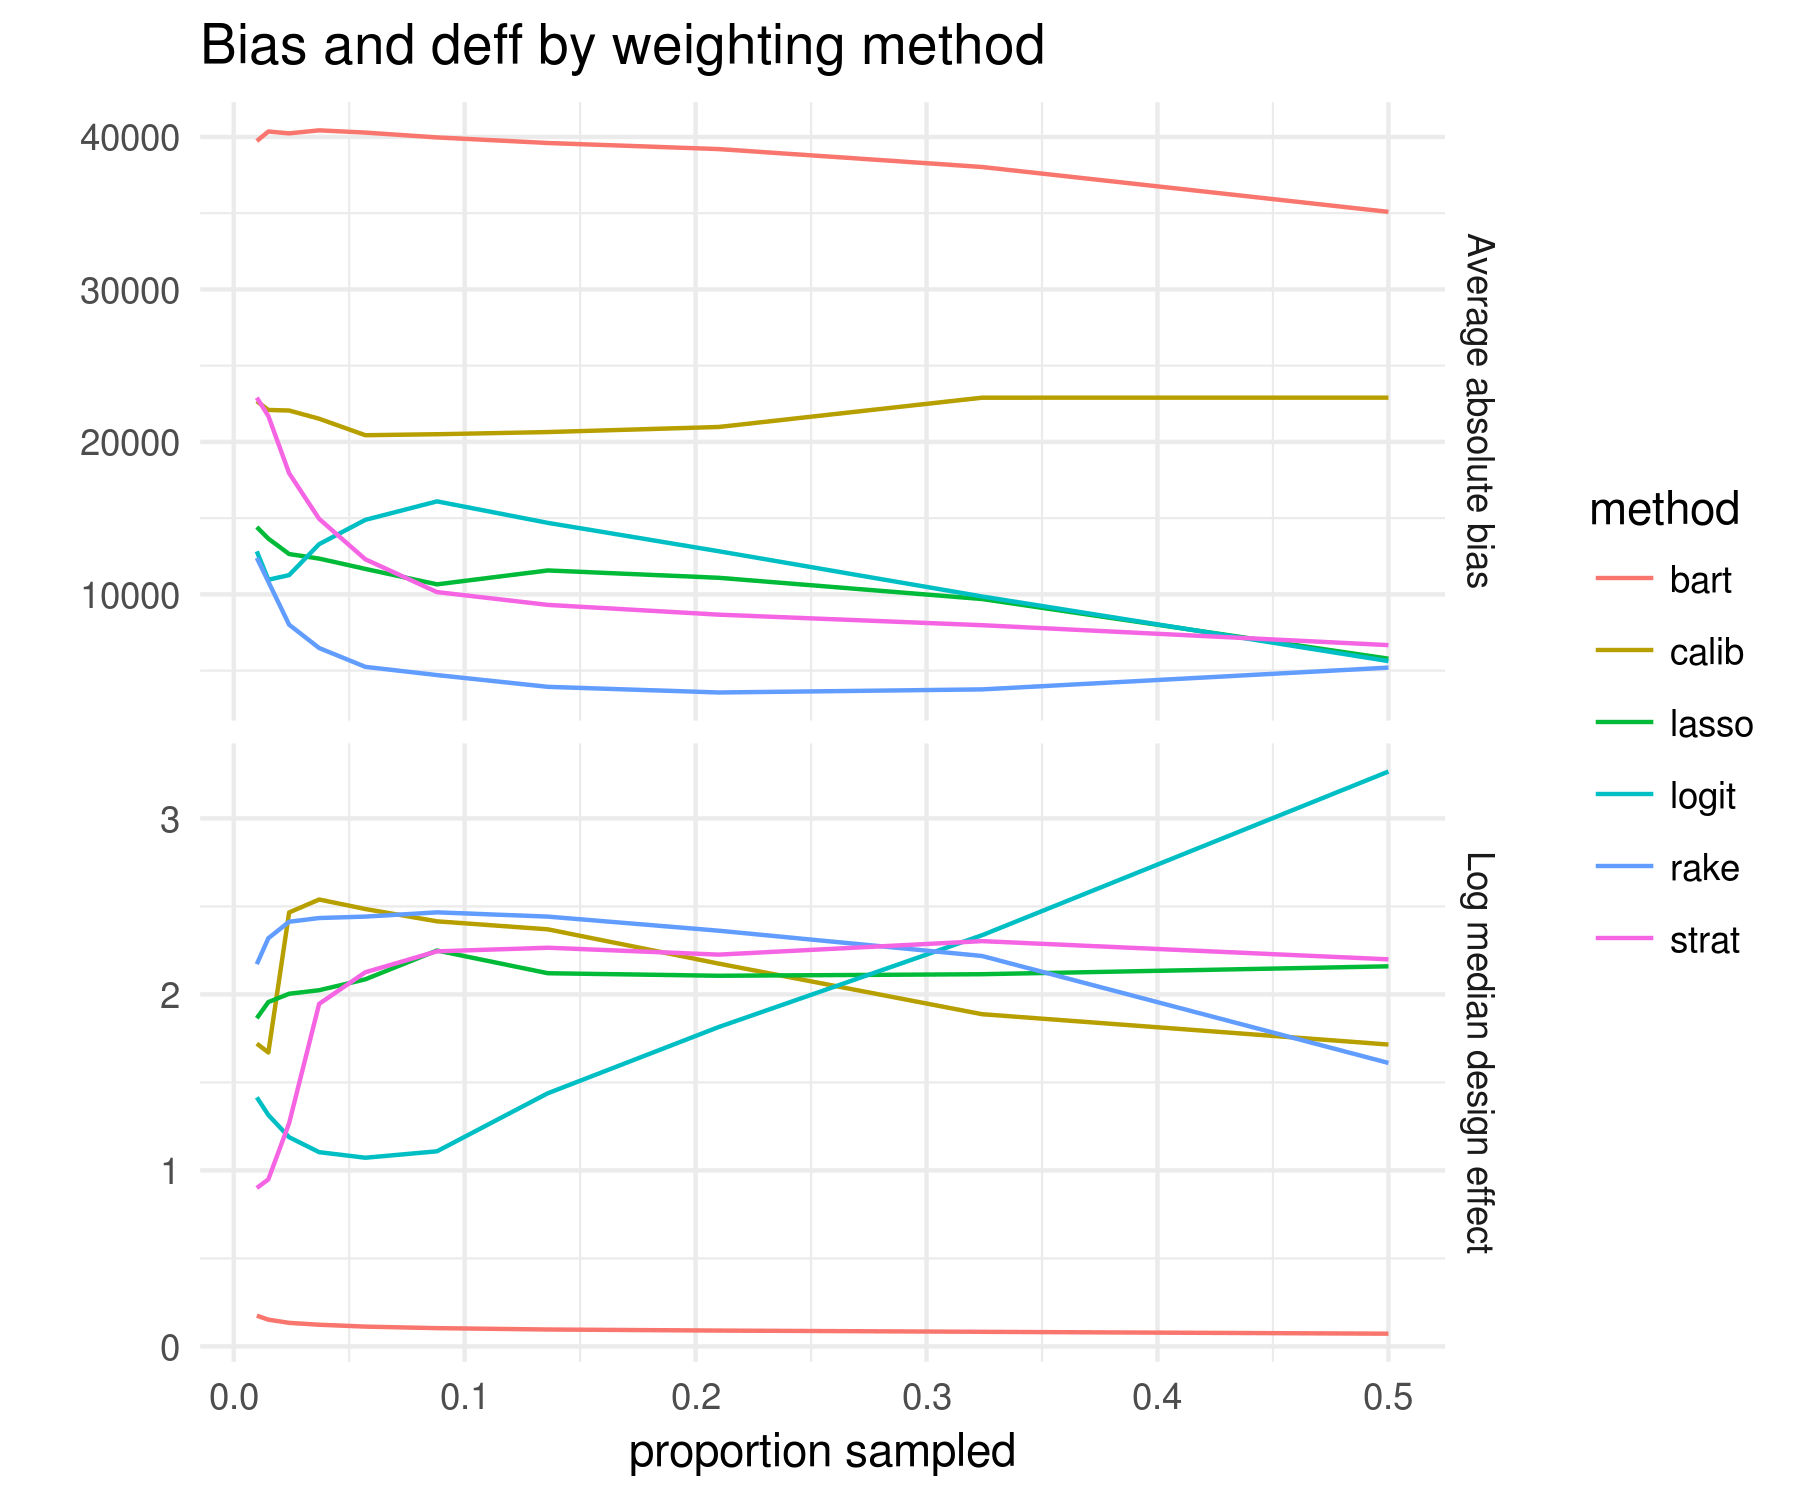 Bias and deff by weighting method
40000
30000
20000
10000
Average absolute bias
3
2
1
0
Log median design effect
0.0 0.1 0.2 0.3 0.4 0.5
proportion sampled
method
bart
calib
lasso
logit
rake
strat